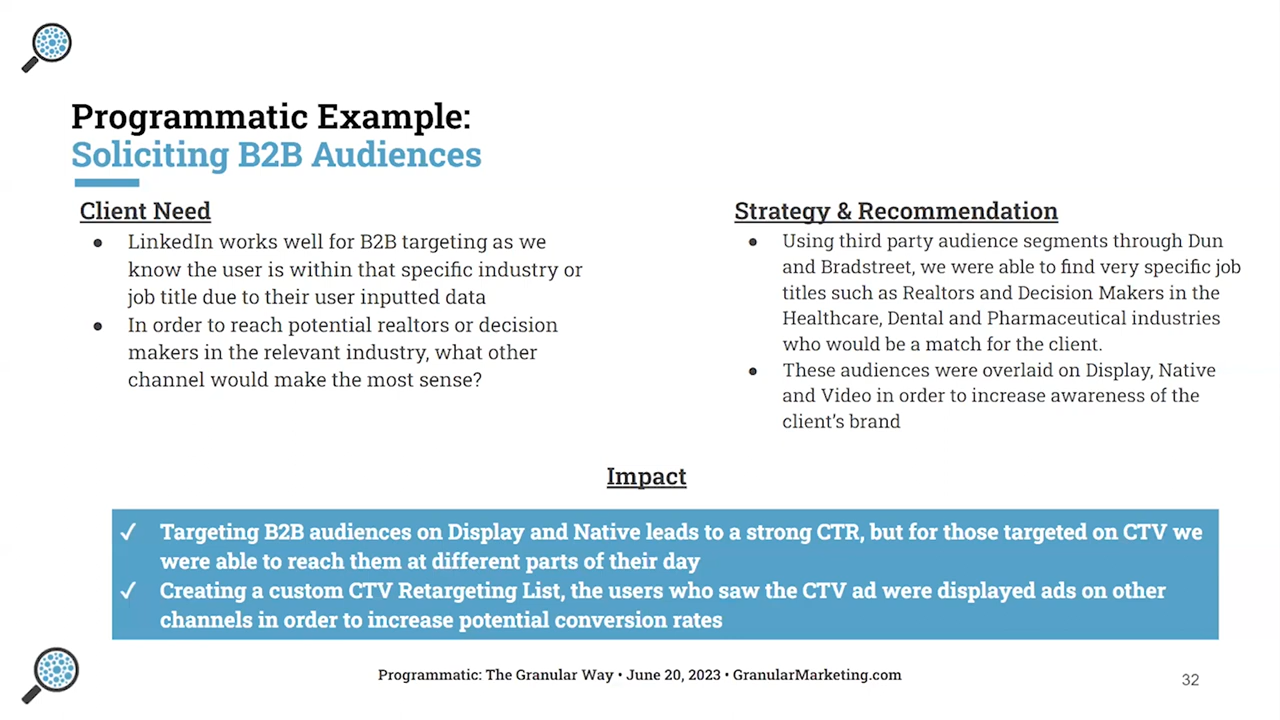 Programmatic Example:
Soliciting B2B Audiences
Client Need
● LinkedIn works well for B2B targeting as we
know the user is within that specific industry or
job title due to their user inputted data
● In order to reach potential realtors or decision
makers in the relevant industry, what other
channel would make the most sense?
Strategy & Recommendation
● Using third party audience segments through Dun
and Bradstreet, we were able to find very specific job
titles such as Realtors and Decision Makers in the
Healthcare, Dental and Pharmaceutical industries
who would be a match for the client.
● These audiences were overlaid on Display, Native
and Video in order to increase awareness of the
client’s brand
Impact
✓ Targeting B2B audiences on Display and Native leads to a strong CTR, but for those targeted on CTV we
were able to reach them at different parts of their day
✓ Creating a custom CTV Retargeting List, the users who saw the CTV ad were displayed ads on other
channels in order to increase potential conversion rates
Programmatic: The Granular Way • June 20, 2023 • GranularMarketing.com
32